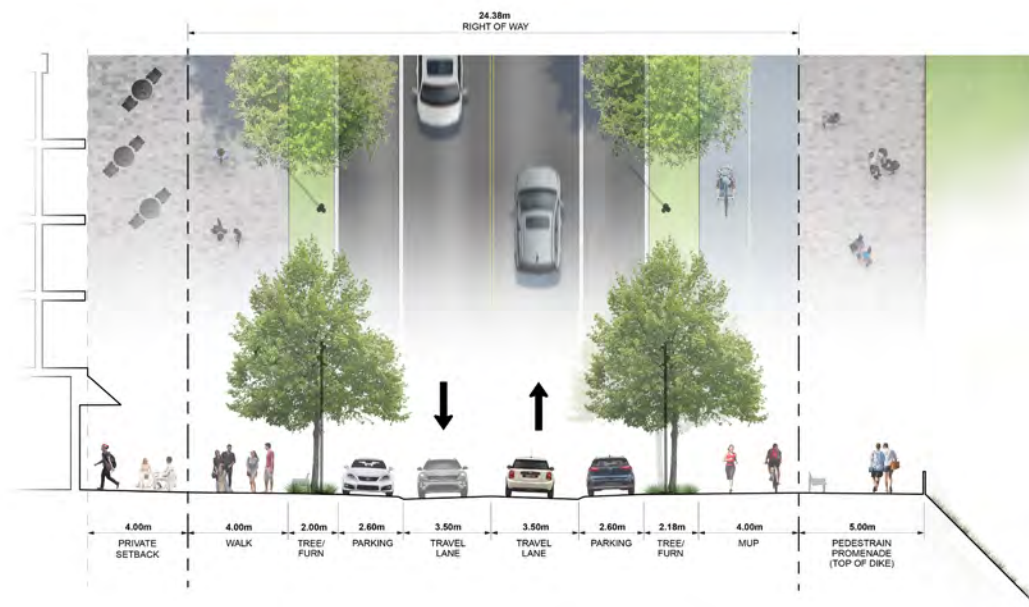 24.38m
RIGHT OF WAY
4.00m
PRIVATE
SETBACK
4.00m
WALK
2.00m
TREE/
FURN
2.60m
PARKING
3.50m
TRAVEL
LANE
3.50m
TRAVEL
LANE
2.60m
PARKING
2.18m
TREE/
FURN
4.00m
MUP
5.00m
PEDESTRAIN
PROMENADE
(TOP OF DIKE)